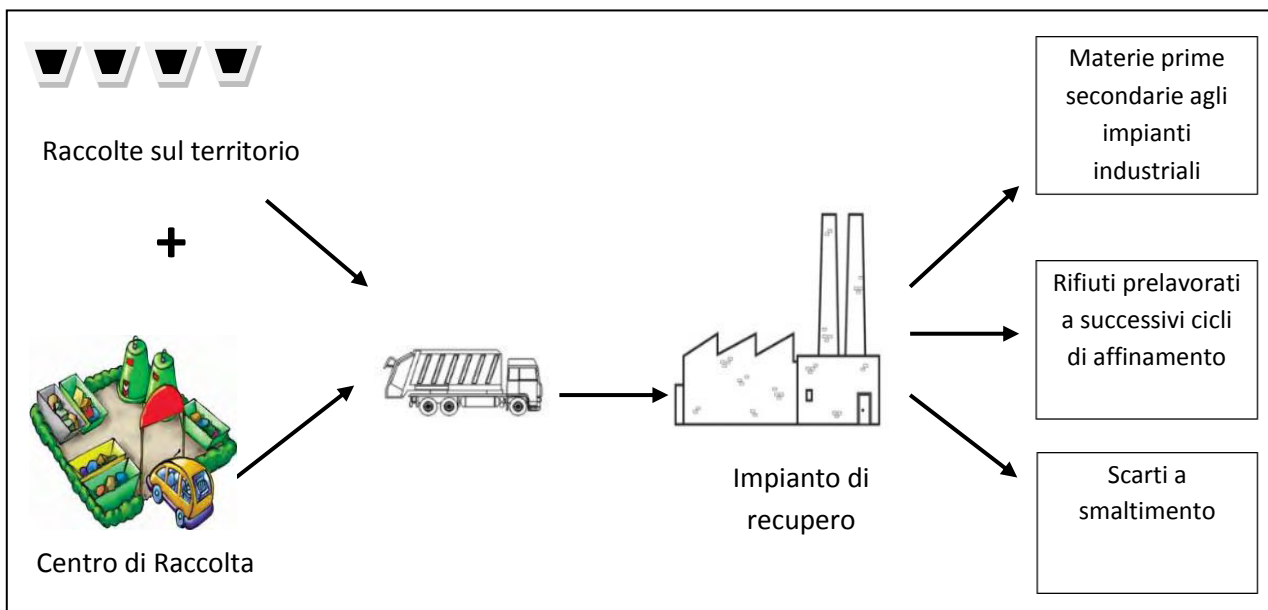 Raccolte sul territorio
+
Centro di Raccolta
Impianto di
recupero
Materie prime
secondarie agli
impianti
industriali
Rifiuti prelavorati
a successivi cicli
di affinamento
Scarti a
smaltimento